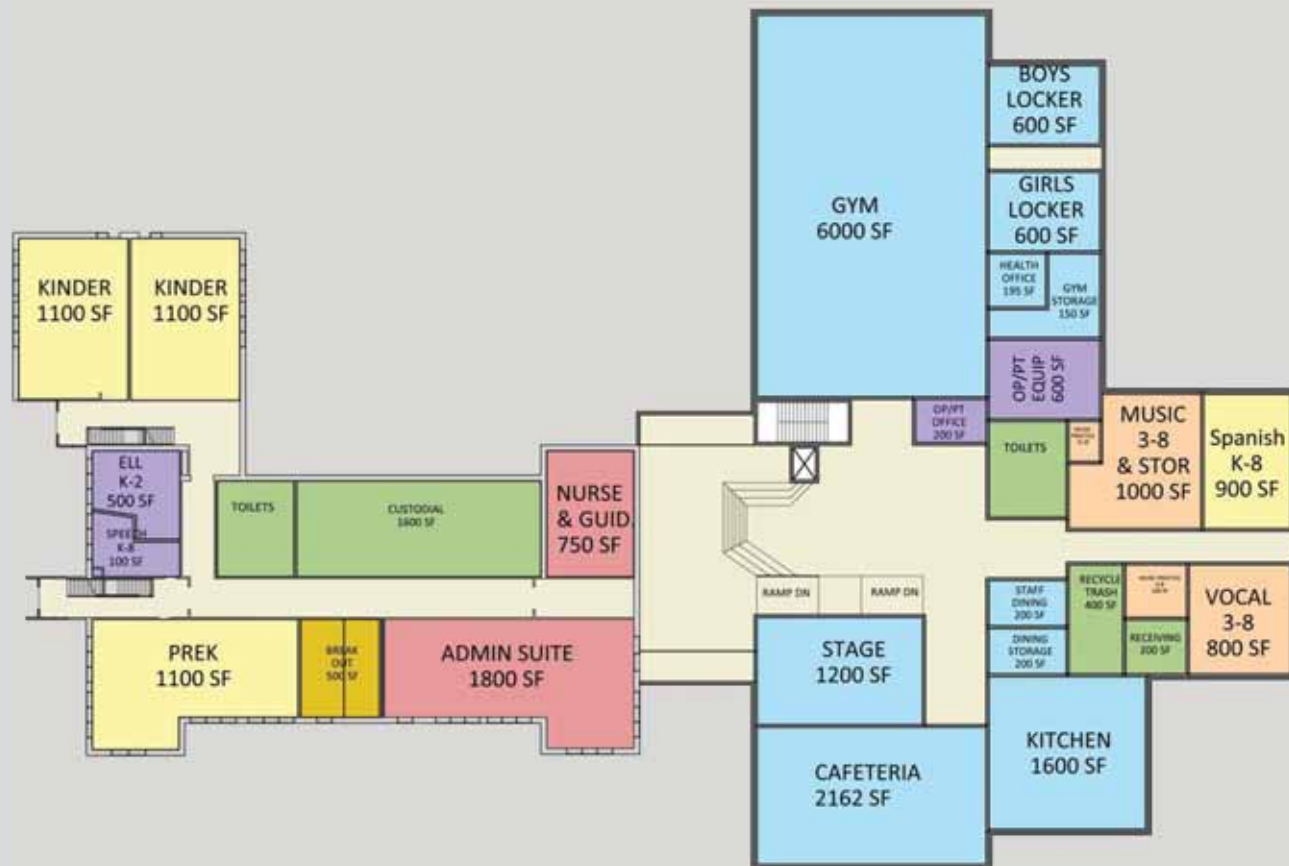 BOYS
LOCKER
600 SF
GYM
6000 SF
GIRLS
LOCKER
600 SF
HEALTH
OFFICE
195 SF
GYM
STORAGE
150 SF
KINDER
1100 SF
KINDER
1100 SF
OP/PT
EQUIP
600 SF
OP/PT
OFFICE
200 SF
MUSIC
3-8
& STOR
1000 SF
Spanish
K-8
900 SF
TOILETS
ELL
K-2
500 SF
SPEECH
K-8
100 SF
TOILETS
CUSTODIAL
1600 SF
NURSE
& GUID.
750 SF
RAMP DN
RAMP DN
STAFF
DINING
200 SF
RECYCLE
TRASH
400 SF
VOCAL
3-8
800 SF
PREK
1100 SF
BREAK
OUT
500 SF
ADMIN SUITE
1800 SF
STAGE
1200 SF
DINING
STORAGE
200 SF
RECEIVING
200 SF
CAFETERIA
2162 SF
KITCHEN
1600 SF